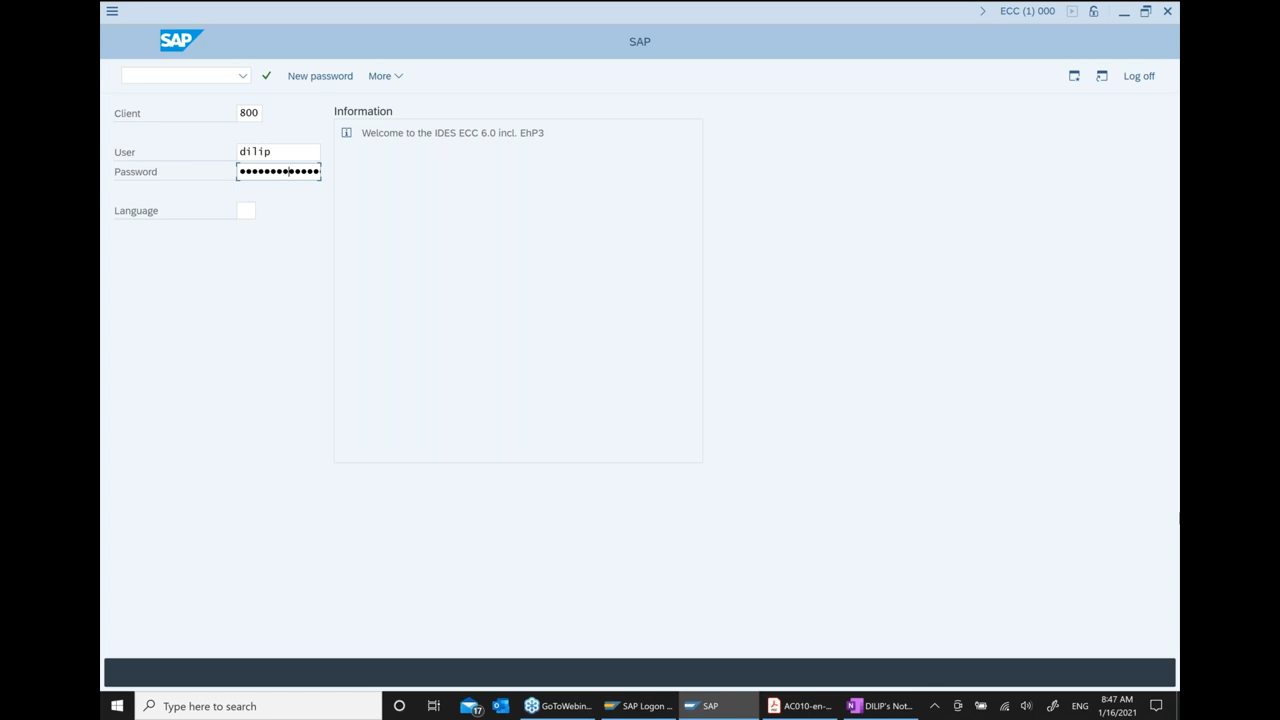 ECC (1) 000
SAP
SAP
New password
More
Log off
Client
800
Information
Welcome to the IDES ECC 6.0 incl. EhP3
User
dilip
Password
Language
Type here to search
17
GoToWebin...
SAP Logon ...
SAP
AC010-en-...
DILIP's Not...
ENG
8:47 AM
1/16/2021